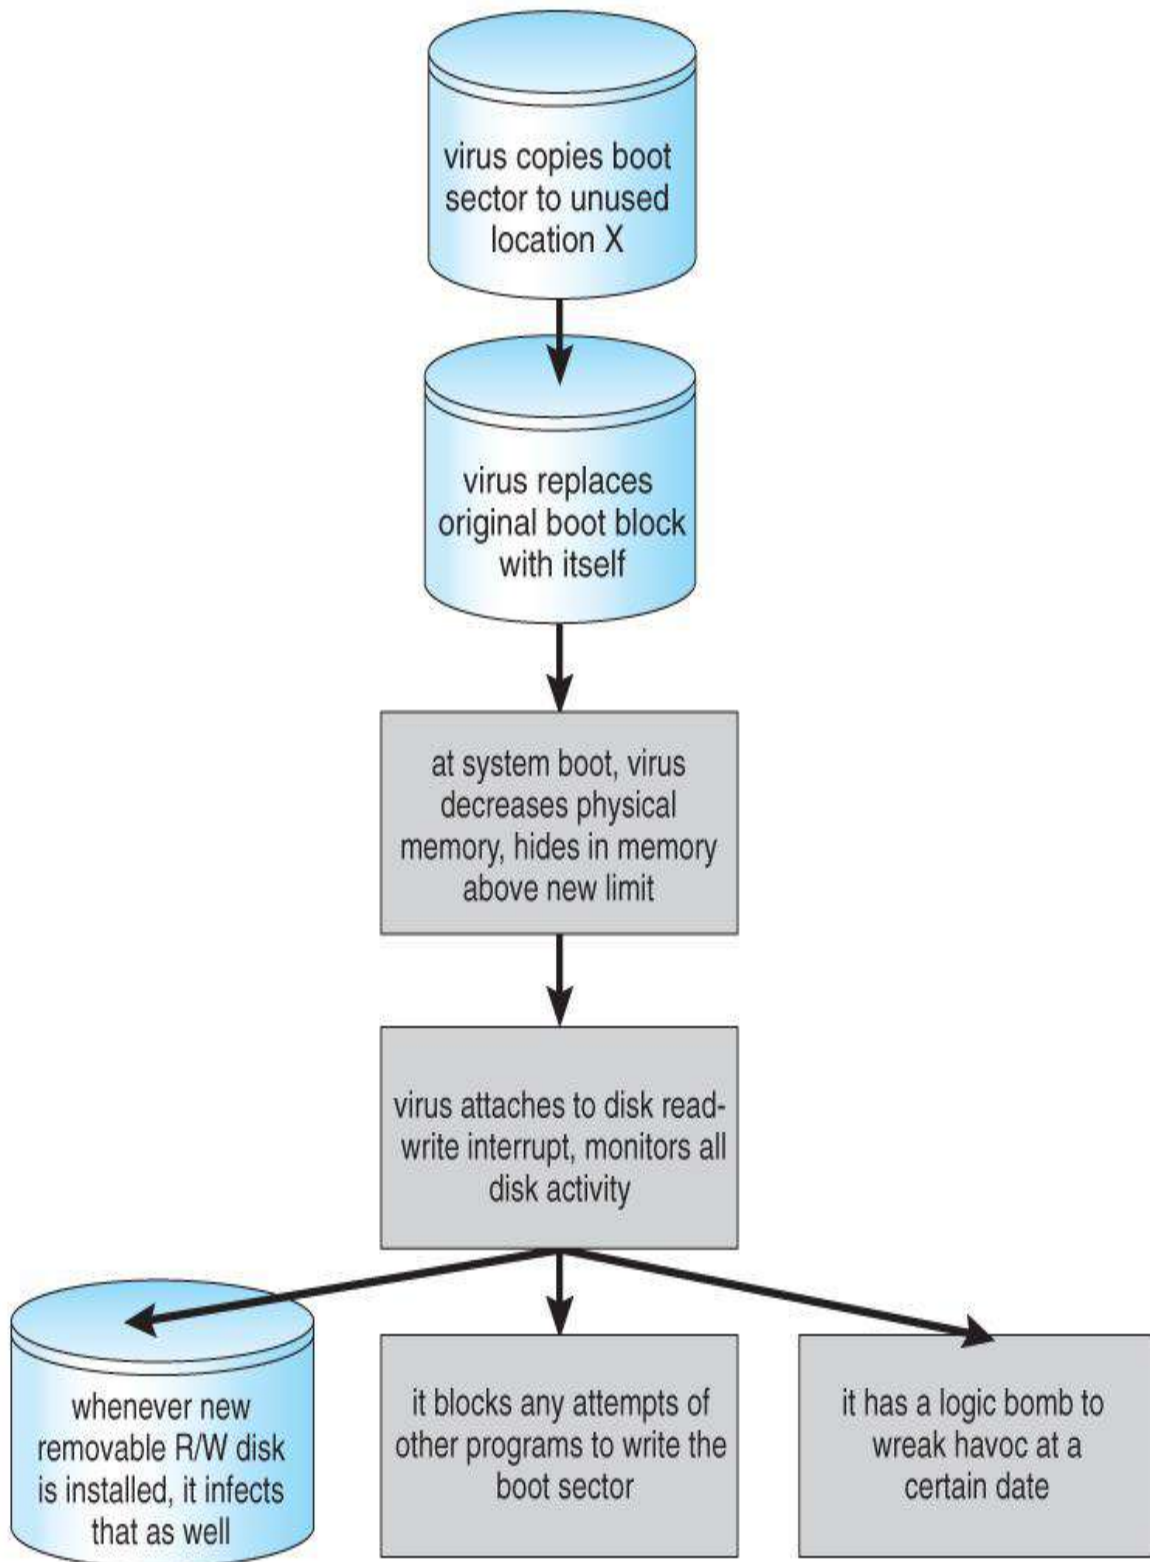 virus copies boot
sector to unused
location X
virus replaces
original boot block
with itself
at system boot, virus
decreases physical
memory, hides in memory
above new limit
virus attaches to disk read-
write interrupt, monitors all
disk activity
whenever new
removable R/W disk
is installed, it infects
that as well
it blocks any attempts of
other programs to write the
boot sector
it has a logic bomb to
wreak havoc at a
certain date